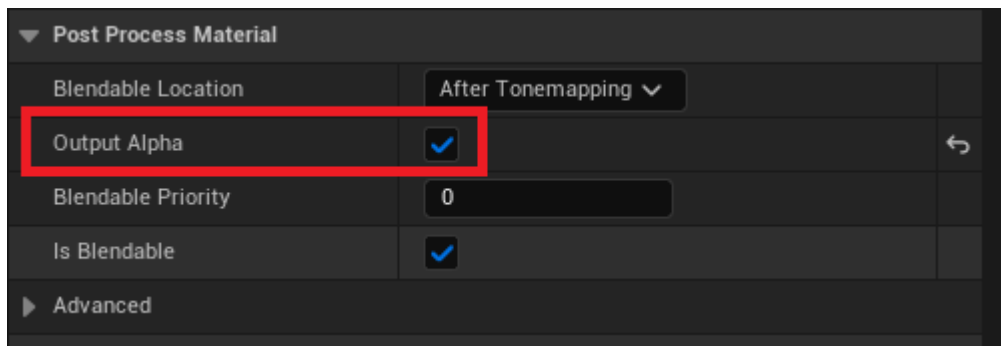 Post Process Material
Blendable Location After Tonemapping
Output Alpha
Blendable Priority 0
Is Blendable
Advanced